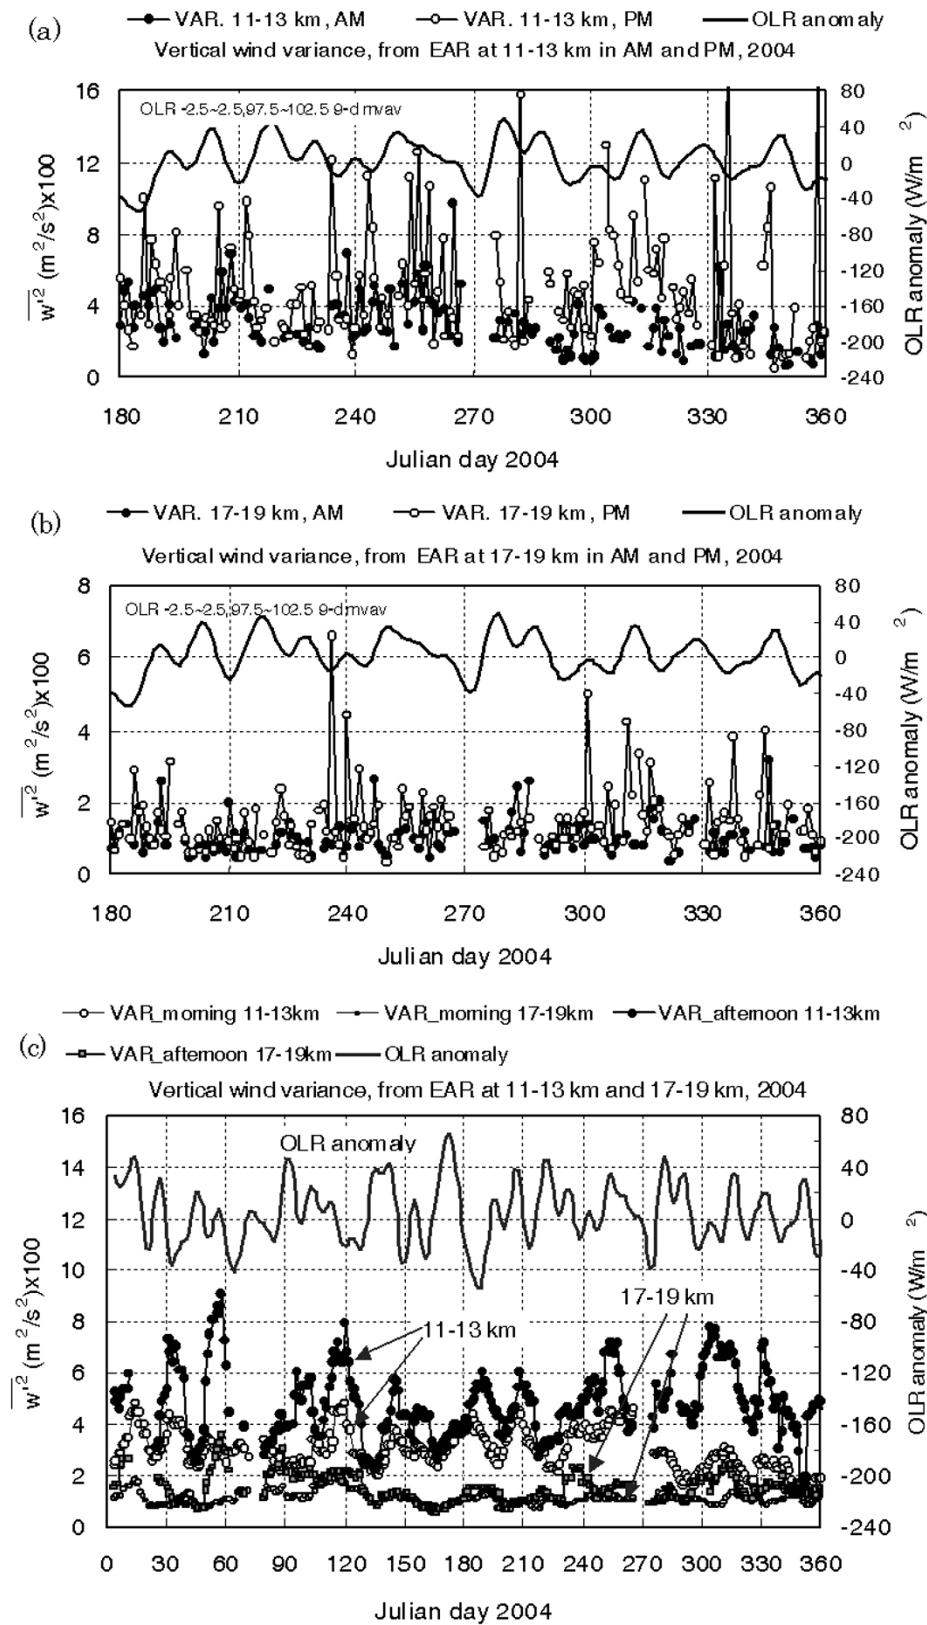 (a)
VAR. 11-13 km, AM VAR. 11-13 km, PM OLR anomaly
Vertical wind variance, from EAR at 11-13 km in AM and PM, 2004
OLR -2.5~2.5,97.5~102.5 9-d mvav
16 12 8 4 0
w'² (m²/s²)x100
80 40 0 -40 -80 -120 -160 -200 -240
OLR anomaly (W/m²)
180 210 240 270 300 330 360
Julian day 2004
(b)
VAR. 17-19 km, AM VAR. 17-19 km, PM OLR anomaly
Vertical wind variance, from EAR at 17-19 km in AM and PM, 2004
OLR -2.5~2.5,97.5~102.5 9-d mvav
8 6 4 2 0
w'² (m²/s²)x100
80 40 0 -40 -80 -120 -160 -200 -240
OLR anomaly (W/m²)
180 210 240 270 300 330 360
Julian day 2004
VAR_morning 11-13km VAR_morning 17-19km VAR_afternoon 11-13km
(c)
VAR_afternoon 17-19km OLR anomaly
Vertical wind variance, from EAR at 11-13 km and 17-19 km, 2004
OLR anomaly
17-19 km
11-13 km
16 14 12 10 8 6 4 2 0
w'² (m²/s²)x100
80 40 0 -40 -80 -120 -160 -200 -240
OLR anomaly (W/m²)
0 30 60 90 120 150 180 210 240 270 300 330 360
Julian day 2004